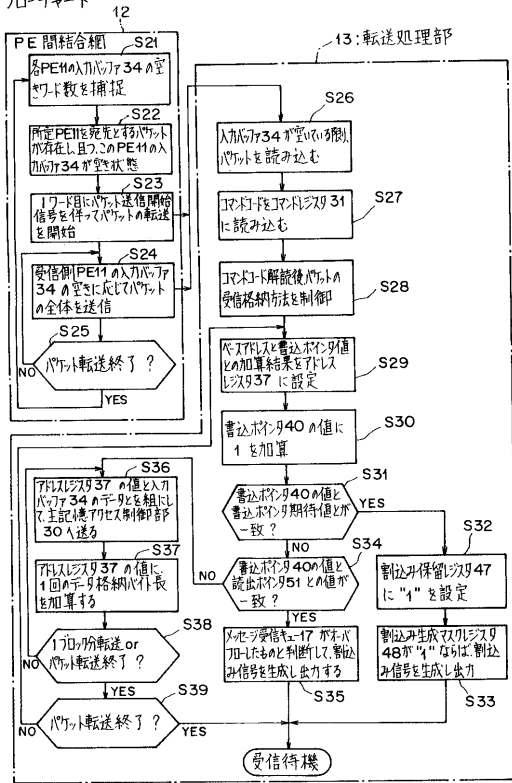 フローチャート
12
PE間結合網
S21
各PE11の入力バッファ34の空
きワード数を捕捉
S22
所定PE11を宛先とするパケット
が存在し且つ、このPE11の入
力バッファ34が空き状態
S23
1ワード目にパケット送信開始
信号を伴ってパケットの転送
を開始
S24
受信側PE11の入力バッファ
34の空きに応じてパケット
の全体を送信
S25
パケット転送終了?
NO
YES
13:転送処理部
S26
入力バッファ34が空いている限り、
パケットを読み込む
S27
コマンドコードをコマンドレジスタ31
に読み込む
S28
コマンドコード解読後パケットの
受信格納方法を制御
S29
ベースアドレスと書込ポインタ値
との加算結果をアドレス
レジスタ37に設定
S30
書込ポインタ40の値に
1を加算
S31
書込ポインタ40の値と
書込ポインタ期待値とが
一致?
YES
NO
S32
割込み保留レジスタ47
に"1"を設定
割込み生成マスクレジスタ
48が"1"ならば、割込
み信号を生成し出力
S33
S34
書込ポインタ40の値と
読出ポインタ51との値が
一致?
NO
YES
メッセージ受信キュー17がオーバ
フローしたものと判断して、割込
み信号を生成し出力する
S35
S36
アドレスレジスタ37の値と入力
バッファ34のデータとを組にし
て、主記憶アクセス制御部
30へ送る
S37
アドレスレジスタ37の値に、
1回のデータ格納バイト長
を加算する
S38
1ブロック分転送or
パケット転送終了?
NO
YES
S39
パケット転送終了?
NO
YES
受信待機